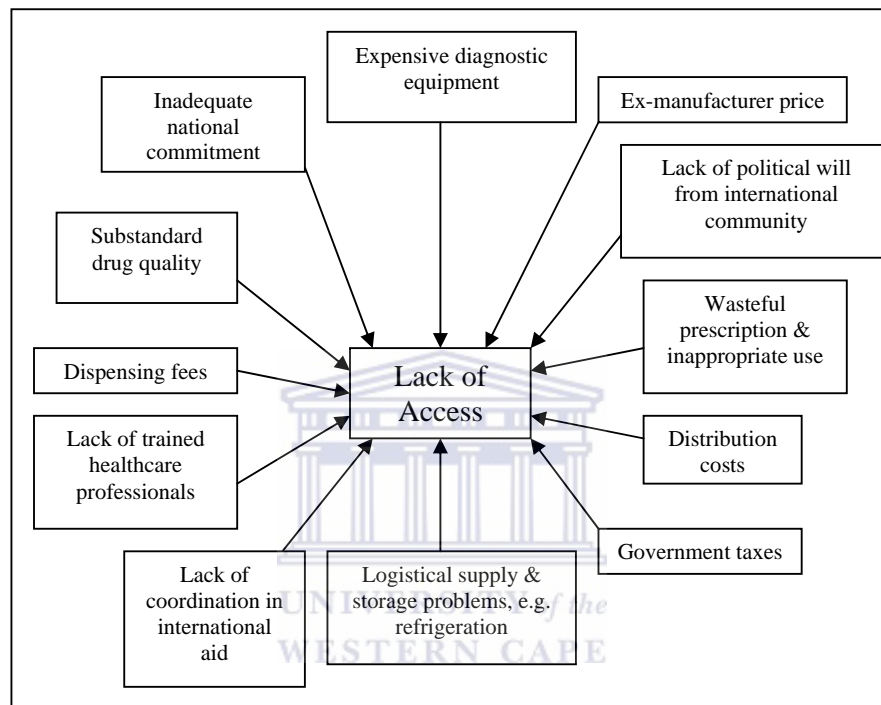 Expensive diagnostic
equipment
Inadequate
national
commitment
Ex-manufacturer price
Lack of political will
from international
community
Substandard
drug quality
Wasteful
prescription &
inappropriate use
Dispensing fees
Lack of
Access
Lack of trained
healthcare
professionals
Distribution
costs
Government taxes
Lack of
coordination in
international
aid
Logistical supply &
storage problems, e.g.
refrigeration
UNIVERSITY of the
WESTERN CAPE